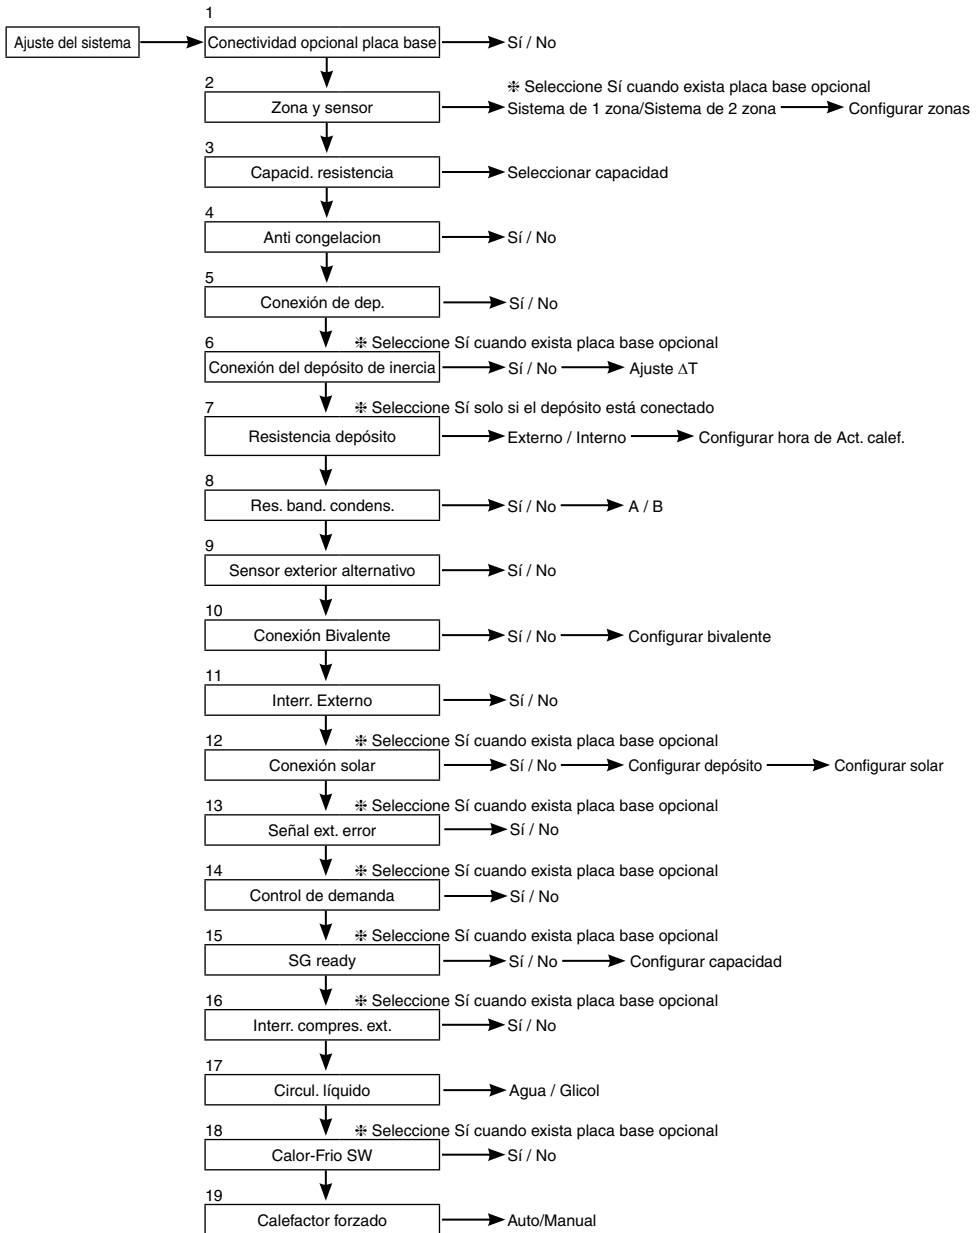 1
Ajuste del sistema
Conectividad opcional placa base
Sí / No
2
❈ Seleccione Sí cuando exista placa base opcional
Zona y sensor
Sistema de 1 zona/Sistema de 2 zona
Configurar zonas
3
Capacid. resistencia
Seleccionar capacidad
4
Anti congelacion
Sí / No
5
Conexión de dep.
Sí / No
6
❈ Seleccione Sí cuando exista placa base opcional
Conexión del depósito de inercia
Sí / No
Ajuste ΔT
7
❈ Seleccione Sí solo si el depósito está conectado
Resistencia depósito
Externo / Interno
Configurar hora de Act. calef.
8
Res. band. condens.
Sí / No
A / B
9
Sensor exterior alternativo
Sí / No
10
Conexión Bivalente
Sí / No
Configurar bivalente
11
Interr. Externo
Sí / No
12
❈ Seleccione Sí cuando exista placa base opcional
Conexión solar
Sí / No
Configurar depósito
Configurar solar
13
❈ Seleccione Sí cuando exista placa base opcional
Señal ext. error
Sí / No
14
❈ Seleccione Sí cuando exista placa base opcional
Control de demanda
Sí / No
15
❈ Seleccione Sí cuando exista placa base opcional
SG ready
Sí / No
Configurar capacidad
16
❈ Seleccione Sí cuando exista placa base opcional
Interr. compres. ext.
Sí / No
17
Circul. líquido
Agua / Glicol
18
❈ Seleccione Sí cuando exista placa base opcional
Calor-Frio SW
Sí / No
19
Calefactor forzado
Auto/Manual